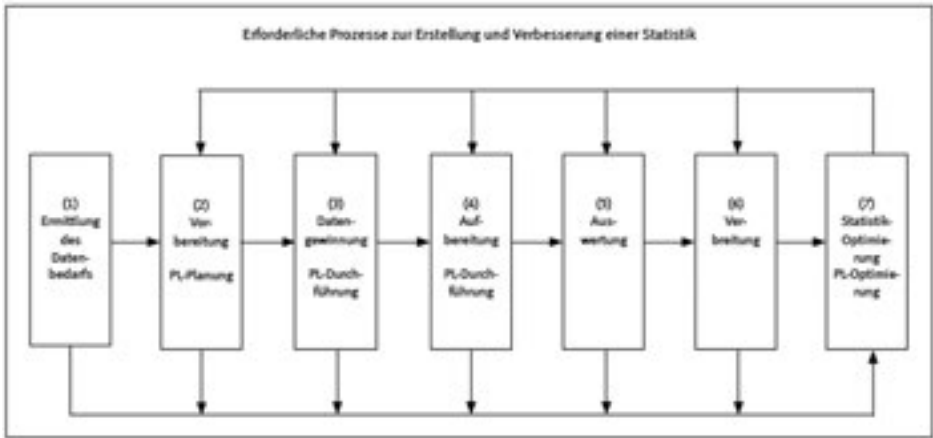 Erforderliche Prozesse zur Erstellung und Verbesserung einer Statistik
(1)
Ermittlung
des
Daten-
bedarfs
(2)
Vor-
bereitung
PL-Planung
(3)
Daten-
gewinnung
PL-Durch-
führung
(4)
Auf-
bereitung
PL-Durch-
führung
(5)
Aus-
wertung
(6)
Ver-
breitung
(7)
Statistik-
Optimie-
rung
PL-Optimie-
rung